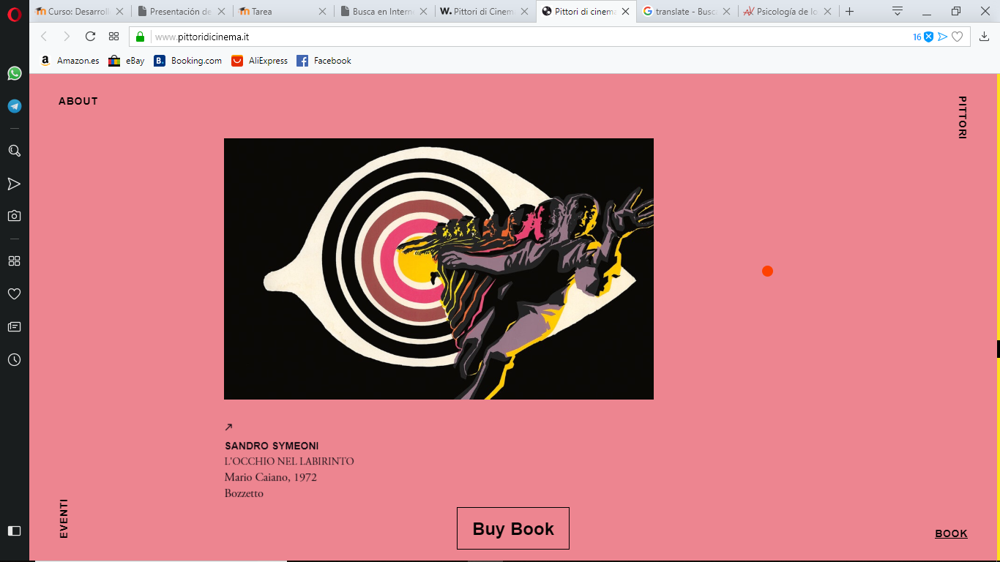 Curso: Desarroll
Presentación de
Tarea
Busca en Intern
Pittori di Cinem
Pittori di cinema
translate - Busc
Psicología de lo
www.pittoridicinema.it
16
Amazon.es
eBay
Booking.com
AliExpress
Facebook
ABOUT
PITTORI
↗
SANDRO SYMEONI
L'OCCHIO NEL LABIRINTO
Mario Caiano, 1972
Bozzetto
EVENTI
Buy Book
BOOK